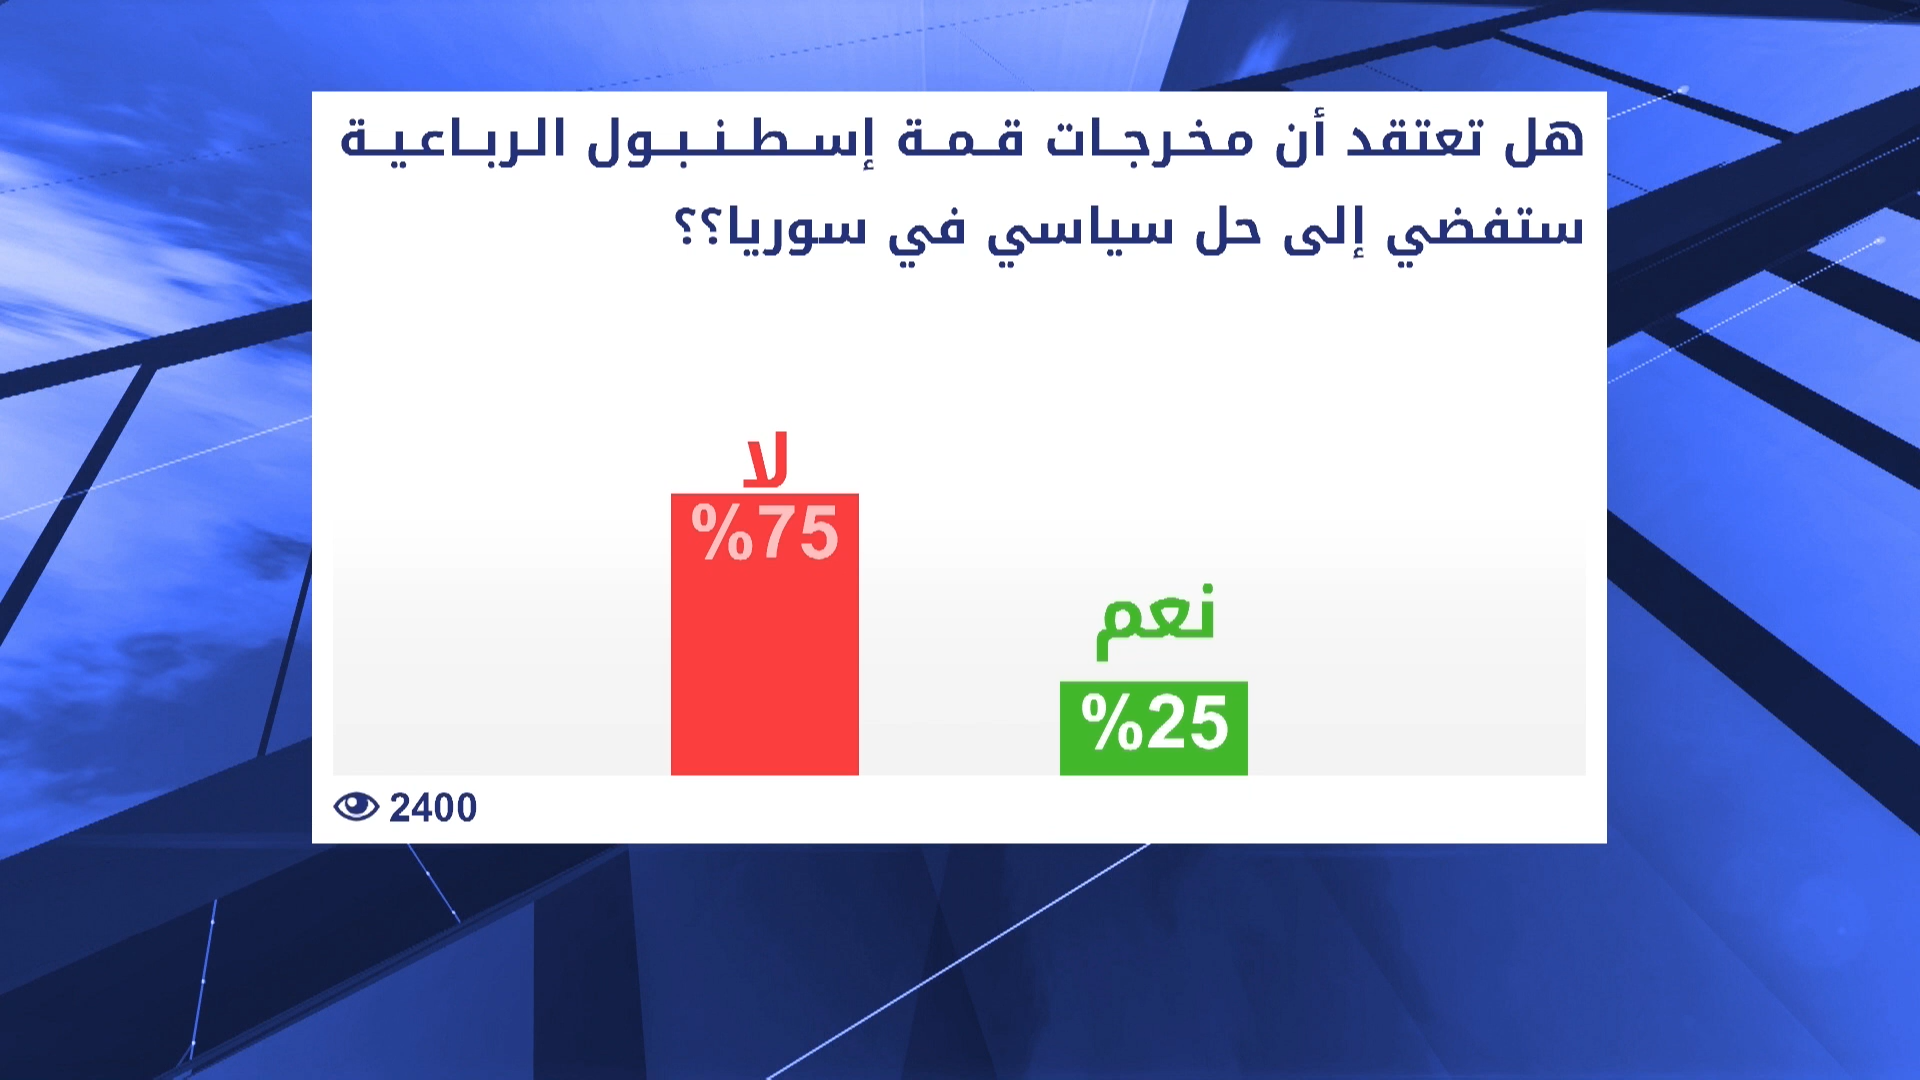 هل تعتقد أن مخرجات قمة إسطنبول الرباعية
ستفضي إلى حل سياسي في سوريا؟؟
لا
%75
نعم
%25
2400